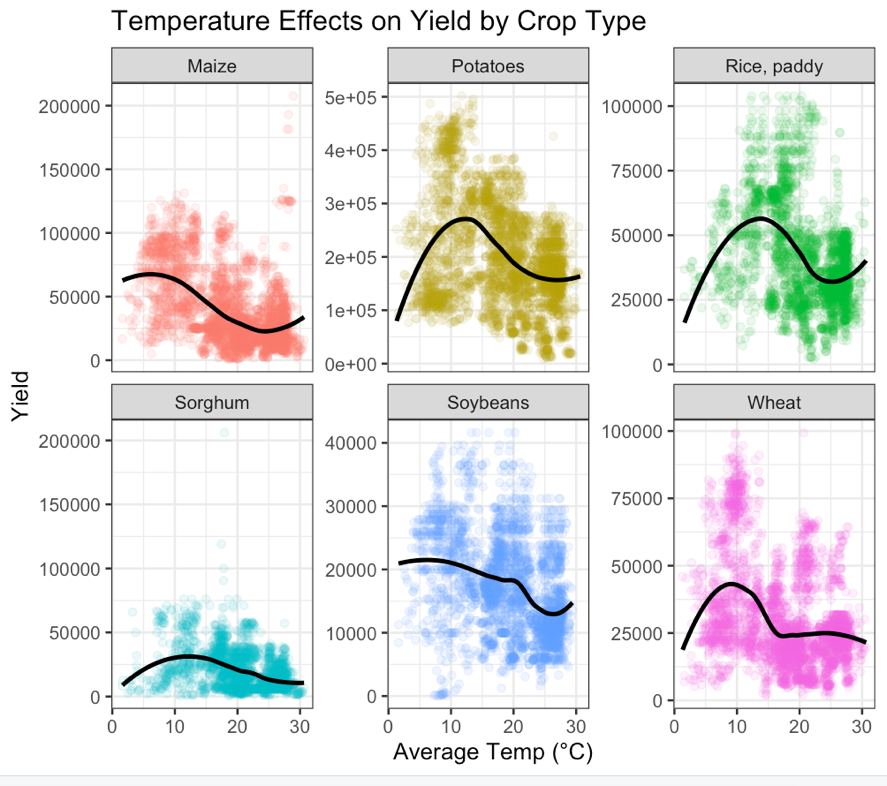 Temperature Effects on Yield by Crop Type
Maize
Potatoes
Rice, paddy
200000
150000
100000
50000
0
5e+05
4e+05
3e+05
2e+05
1e+05
0e+00
100000
75000
50000
25000
0
Yield
Sorghum
Soybeans
Wheat
200000
150000
100000
50000
0
40000
30000
20000
10000
0
100000
75000
50000
25000
0
0 10 20 30
0 10 20 30
0 10 20 30
Average Temp (°C)